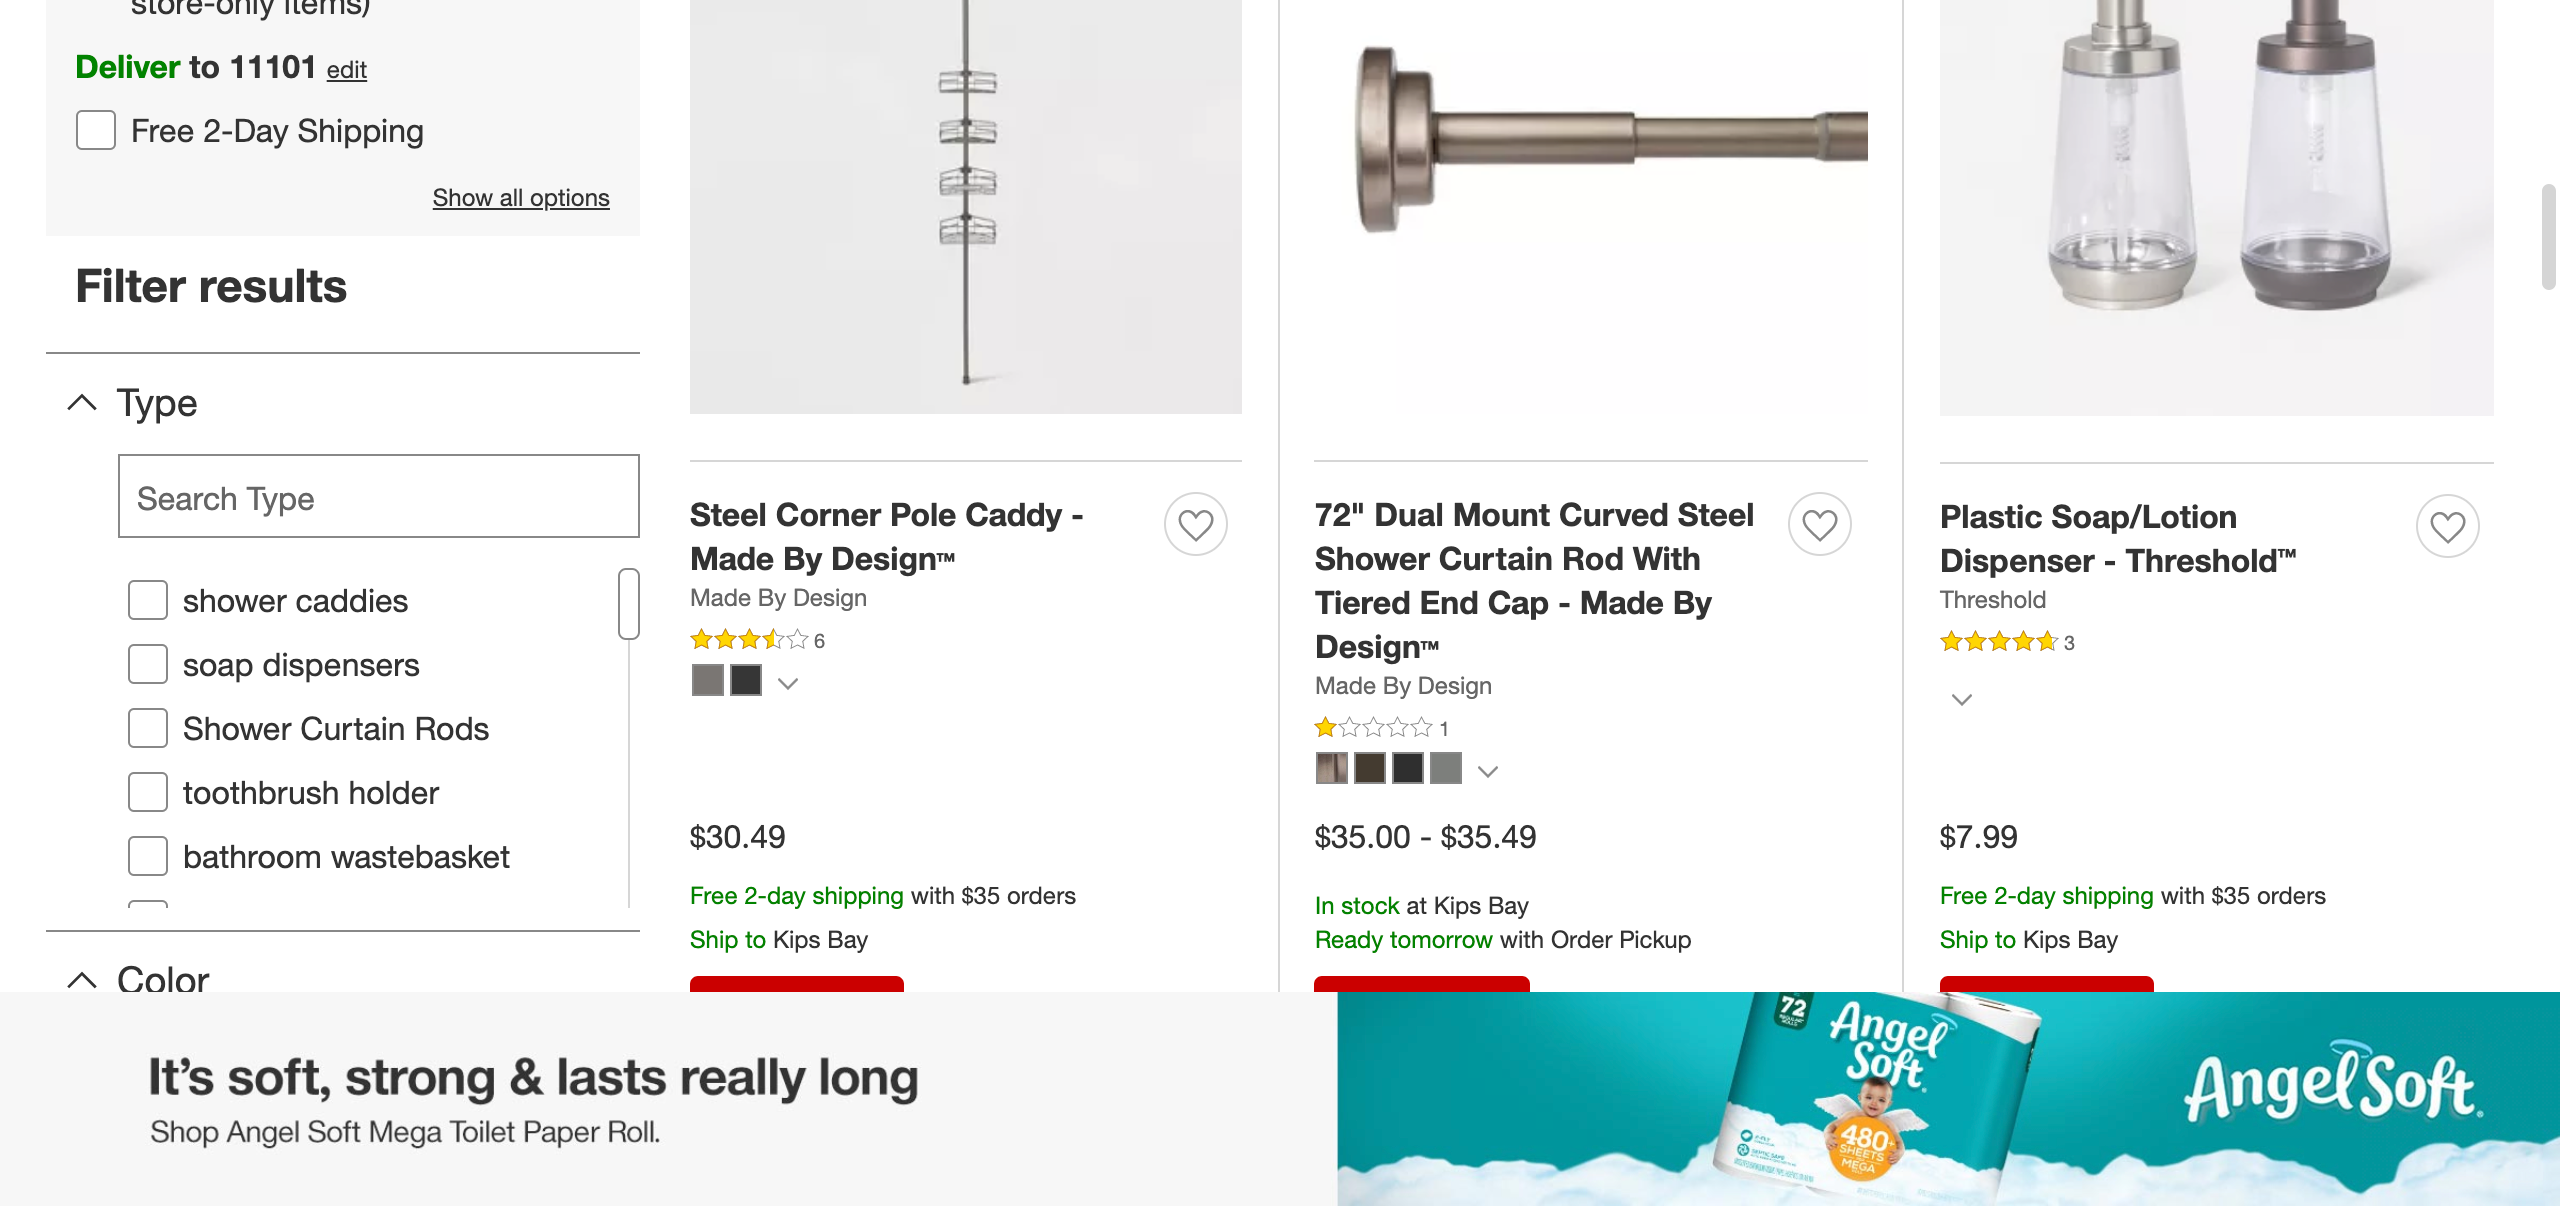 store-only items)
Deliver to 11101 edit
Free 2-Day Shipping
Show all options
Filter results
Type
Search Type
shower caddies
soap dispensers
Shower Curtain Rods
toothbrush holder
bathroom wastebasket
Color
Steel Corner Pole Caddy -
Made By Design™
Made By Design
6
$30.49
Free 2-day shipping with $35 orders
Ship to Kips Bay
72" Dual Mount Curved Steel
Shower Curtain Rod With
Tiered End Cap - Made By
Design™
Made By Design
1
$35.00 - $35.49
In stock at Kips Bay
Ready tomorrow with Order Pickup
Plastic Soap/Lotion
Dispenser - Threshold™
Threshold
3
$7.99
Free 2-day shipping with $35 orders
Ship to Kips Bay
It's soft, strong & lasts really long
Shop Angel Soft Mega Toilet Paper Roll.
72
Angel
Soft.
480+
SHEETS
MEGA
Angel Soft.